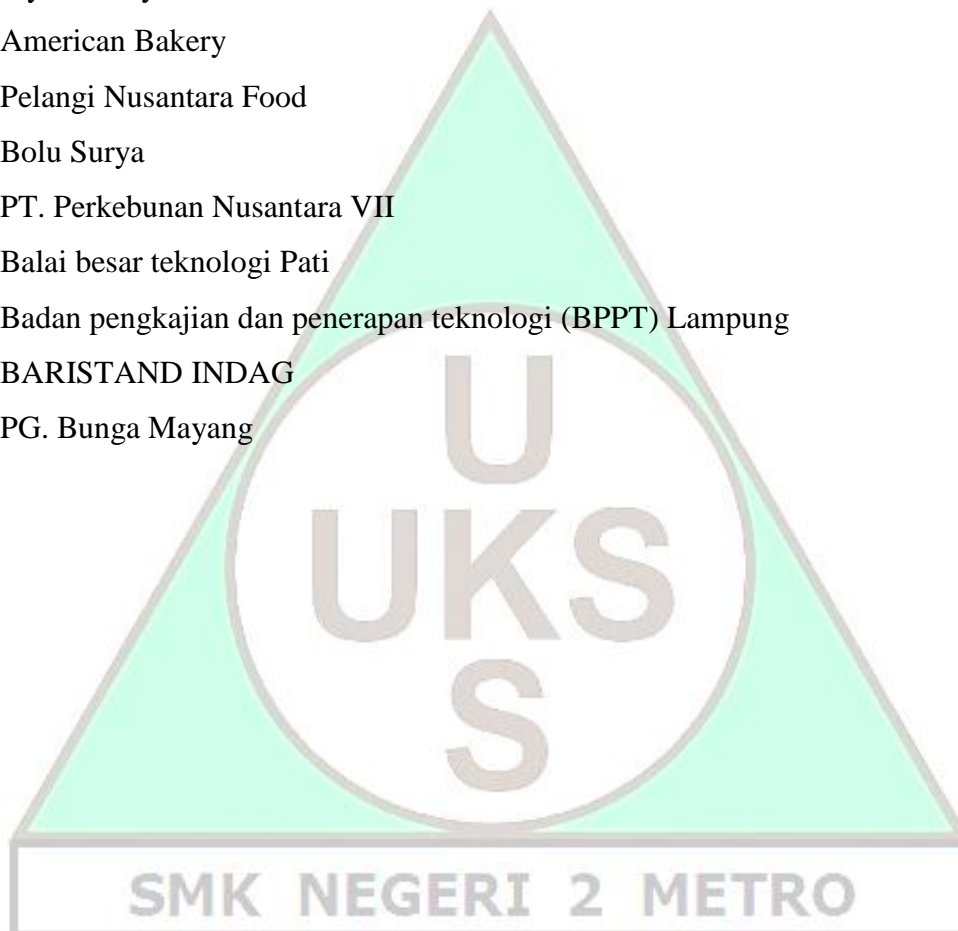 American Bakery
Pelangi Nusantara Food
Bolu Surya
PT. Perkebunan Nusantara VII
Balai besar teknologi Pati
Badan pengkajian dan penerapan teknologi (BPPT) Lampung
BARISTAND INDAG
PG. Bunga Mayang
U
UKS
S
SMK NEGERI 2 METRO